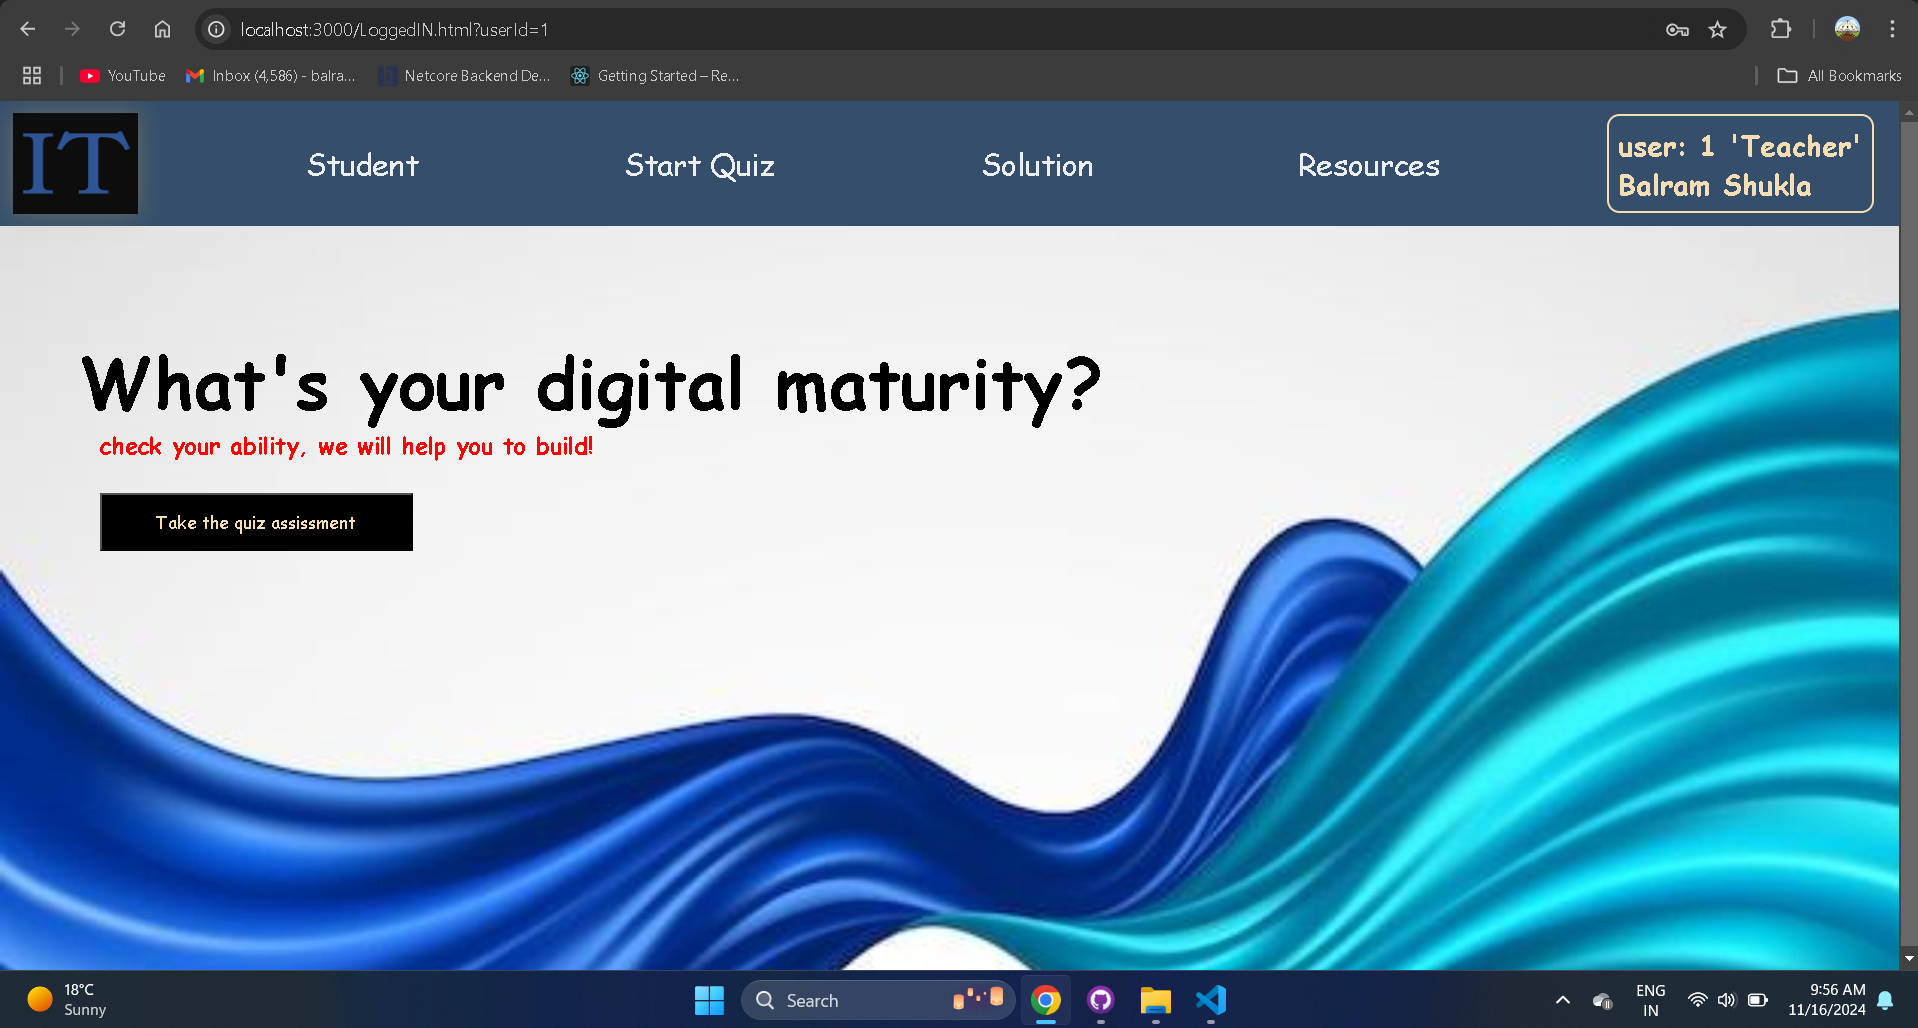 localhost:3000/LoggedIN.html?userId=1
YouTube
Inbox (4,586) - balra...
Netcore Backend De...
Getting Started – Re...
All Bookmarks
IT
Student
Start Quiz
Solution
Resources
user: 1 'Teacher'
Balram Shukla
What's your digital maturity?
check your ability, we will help you to build!
Take the quiz assissment
18°C
Sunny
Search
ENG
IN
9:56 AM
11/16/2024